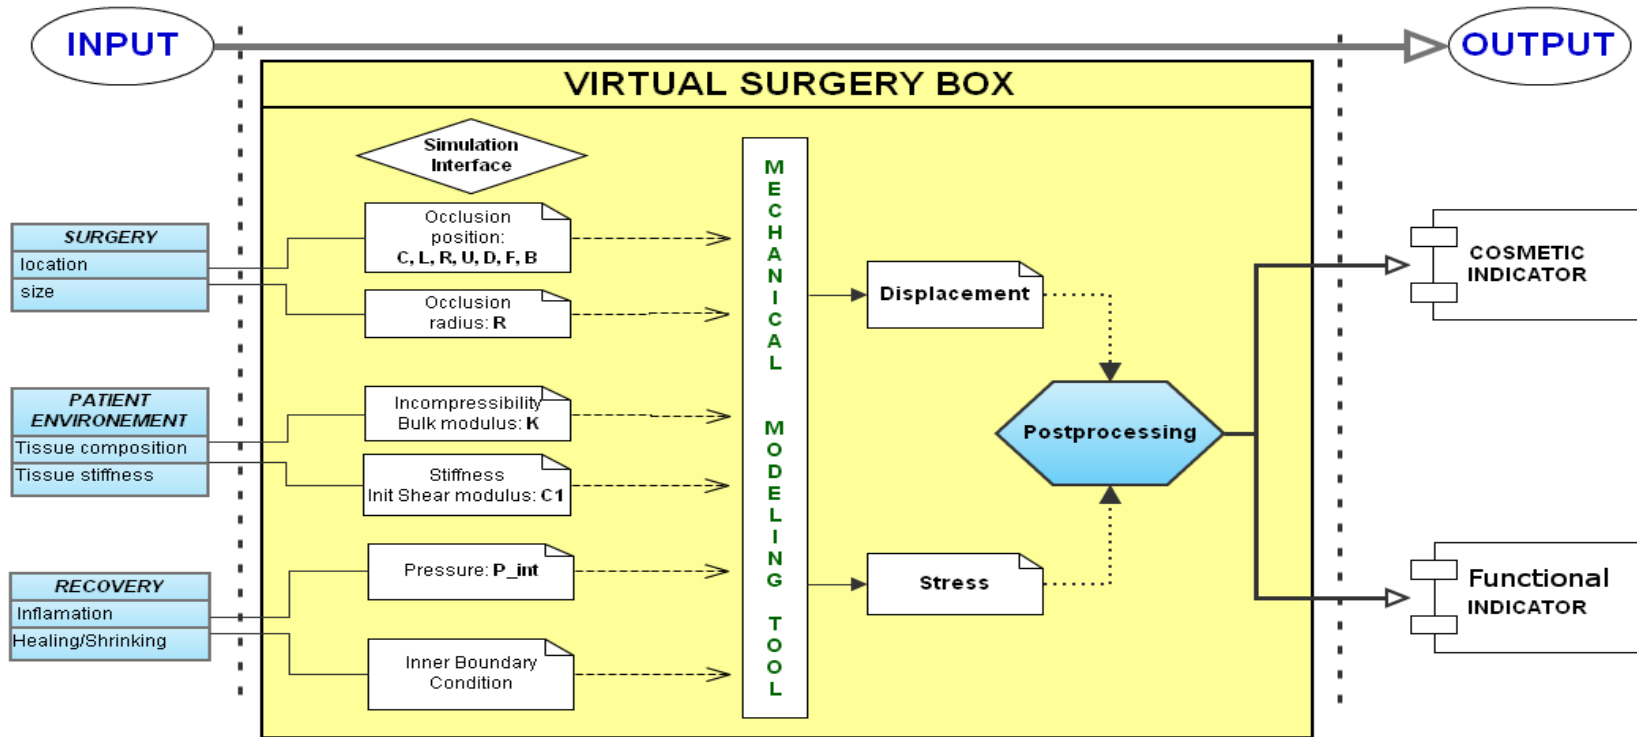 INPUT
OUTPUT
VIRTUAL SURGERY BOX
Simulation
Interface
SURGERY
location
size
Occlusion
position:
C, L, R, U, D, F, B
Occlusion
radius: R
PATIENT
ENVIRONEMENT
Tissue composition
Tissue stiffness
Incompressibility
Bulk modulus: K
Stiffness
Init Shear modulus: C1
RECOVERY
Inflamation
Healing/Shrinking
Pressure: P_int
Inner Boundary
Condition
MECHANICAL MODELING TOOL
Displacement
Stress
Postprocessing
COSMETIC
INDICATOR
Functional
INDICATOR